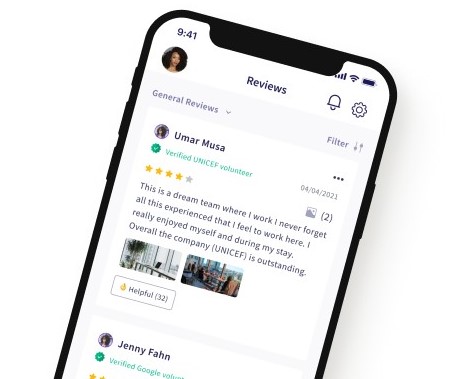 9:41
Reviews
General Reviews
Filter
Umar Musa
Verified UNICEF volunteer
04/04/2021
(2)
This is a dream team where I work I never forget
all this experienced that I feel to work here. I
really enjoyed myself and during my stay.
Overall the company (UNICEF) is outstanding.
Helpful (32)
Jenny Fahn
Verified Google